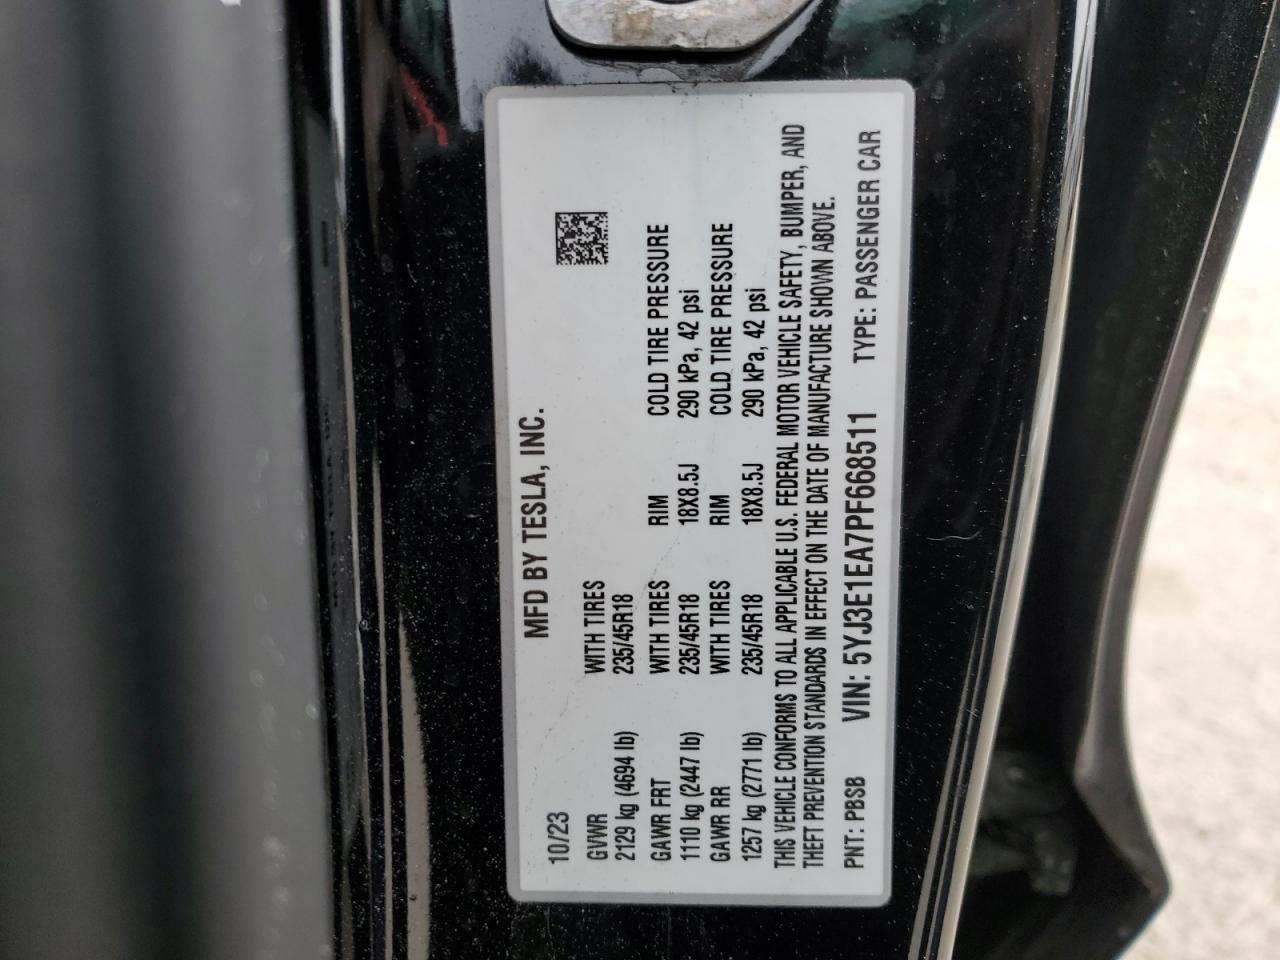 MFD BY TESLA, INC.
10/23
GVWR WITH TIRES
2129 kg (4694 lb) 235/45R18
GAWR FRT WITH TIRES RIM COLD TIRE PRESSURE
1110 kg (2447 lb) 235/45R18 18X8.5J 290 kPa, 42 psi
GAWR RR WITH TIRES RIM COLD TIRE PRESSURE
1257 kg (2771 lb) 235/45R18 18X8.5J 290 kPa, 42 psi
THIS VEHICLE CONFORMS TO ALL APPLICABLE U.S. FEDERAL MOTOR VEHICLE SAFETY, BUMPER, AND
THEFT PREVENTION STANDARDS IN EFFECT ON THE DATE OF MANUFACTURE SHOWN ABOVE.
PNT: PBSB VIN: 5YJ3E1EA7PF668511 TYPE: PASSENGER CAR